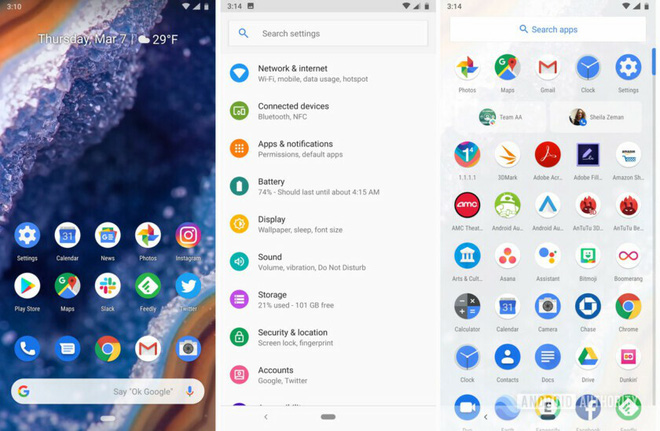 3:10
Thursday, Mar 7 | 29°F
Settings
Calendar
News
Photos
Instagram
Play Store
Maps
Slack
Feedly
Twitter
Say "Ok Google"
3:14
Search settings
Network & internet
Wi-Fi, mobile, data usage, hotspot
Connected devices
Bluetooth, NFC
Apps & notifications
Permissions, default apps
Battery
74% - Should last until about 4:15 AM
Display
Wallpaper, sleep, font size
Sound
Volume, vibration, Do Not Disturb
Storage
21% used - 101 GB free
Security & location
Screen lock, fingerprint
Accounts
Google, Twitter
3:14
Search apps
Photos
Maps
Gmail
Clock
Settings
Team AA
Sheila Zeman
1.1.1.1
3DMark
Adobe Acr...
Adobe Fill...
Amazon Sh...
AMC Theat...
Android Au...
Android Au...
AnTuTu 3D...
AnTuTu Be...
Arts & Cult...
Asana
Assistant
Bitmoji
Boomerang
Calculator
Calendar
Camera
Chase
Chrome
Clock
Contacts
Docs
Drive
Dunkin'
ANDROID AUTHORITY